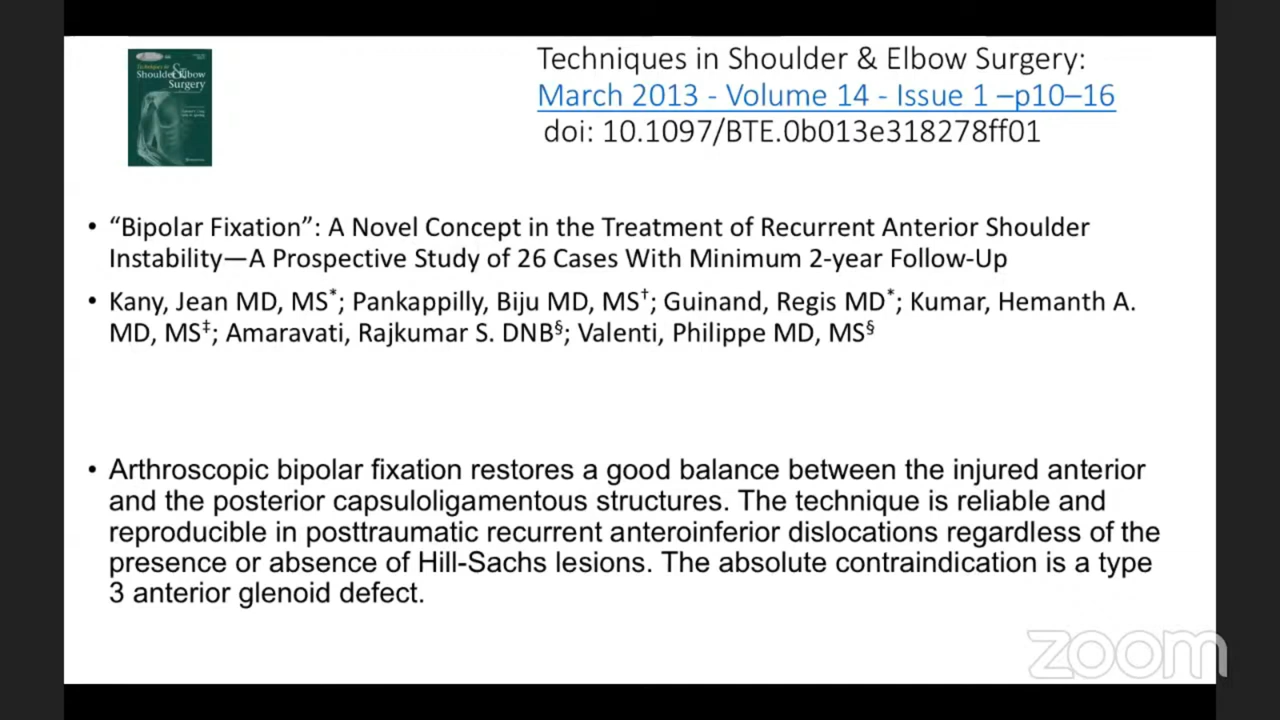 Techniques in
Shoulder & Elbow
Surgery
Techniques in Shoulder & Elbow Surgery:
March 2013 - Volume 14 - Issue 1 –p10–16
doi: 10.1097/BTE.0b013e318278ff01
• “Bipolar Fixation”: A Novel Concept in the Treatment of Recurrent Anterior Shoulder
Instability—A Prospective Study of 26 Cases With Minimum 2-year Follow-Up
• Kany, Jean MD, MS*; Pankappilly, Biju MD, MS†; Guinand, Regis MD*; Kumar, Hemanth A.
MD, MS‡; Amaravati, Rajkumar S. DNB§; Valenti, Philippe MD, MS§
• Arthroscopic bipolar fixation restores a good balance between the injured anterior
and the posterior capsuloligamentous structures. The technique is reliable and
reproducible in posttraumatic recurrent anteroinferior dislocations regardless of the
presence or absence of Hill-Sachs lesions. The absolute contraindication is a type
3 anterior glenoid defect.
zoom